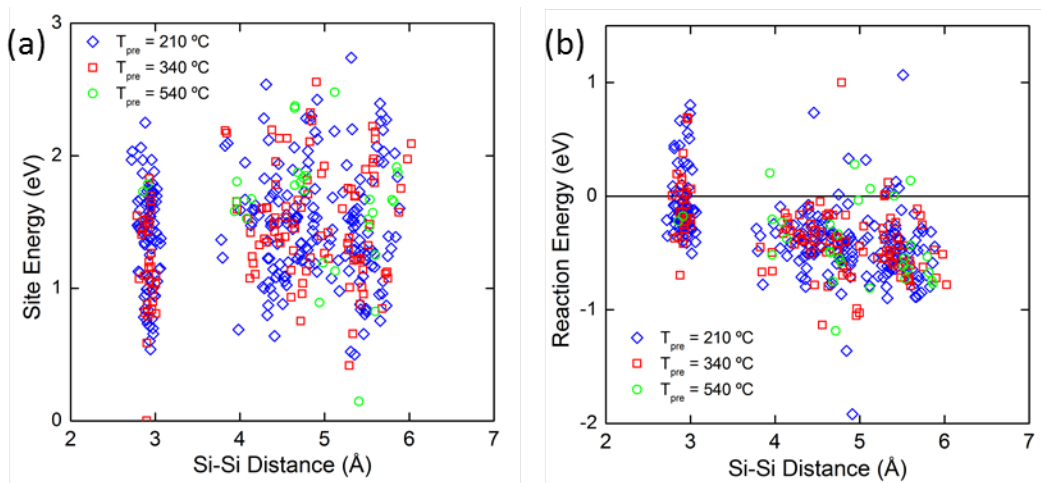 (a)
3
2
1
0
Site Energy (eV)
T_pre = 210 ºC
T_pre = 340 ºC
T_pre = 540 ºC
2 3 4 5 6 7
Si-Si Distance (Å)
(b)
1
0
-1
-2
Reaction Energy (eV)
T_pre = 210 ºC
T_pre = 340 ºC
T_pre = 540 ºC
2 3 4 5 6 7
Si-Si Distance (Å)